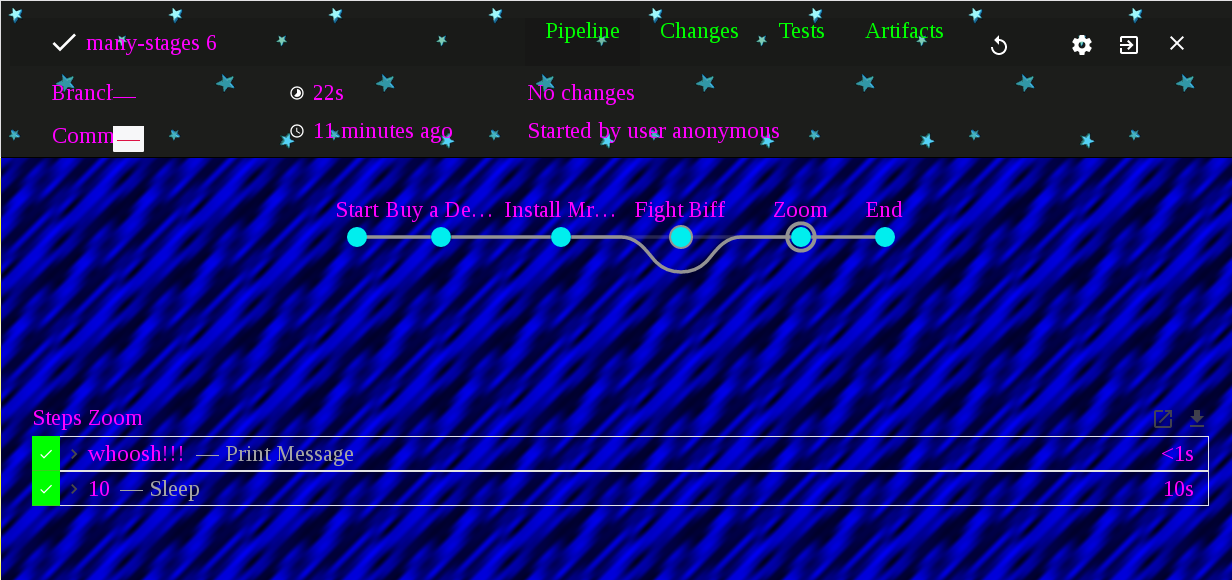 many-stages 6
Pipeline Changes Tests Artifacts
Branch — 22s No changes
Comm — 11 minutes ago Started by user anonymous
Start Buy a De… Install Mr… Fight Biff Zoom End
Steps Zoom
whoosh!!! — Print Message <1s
10 — Sleep 10s